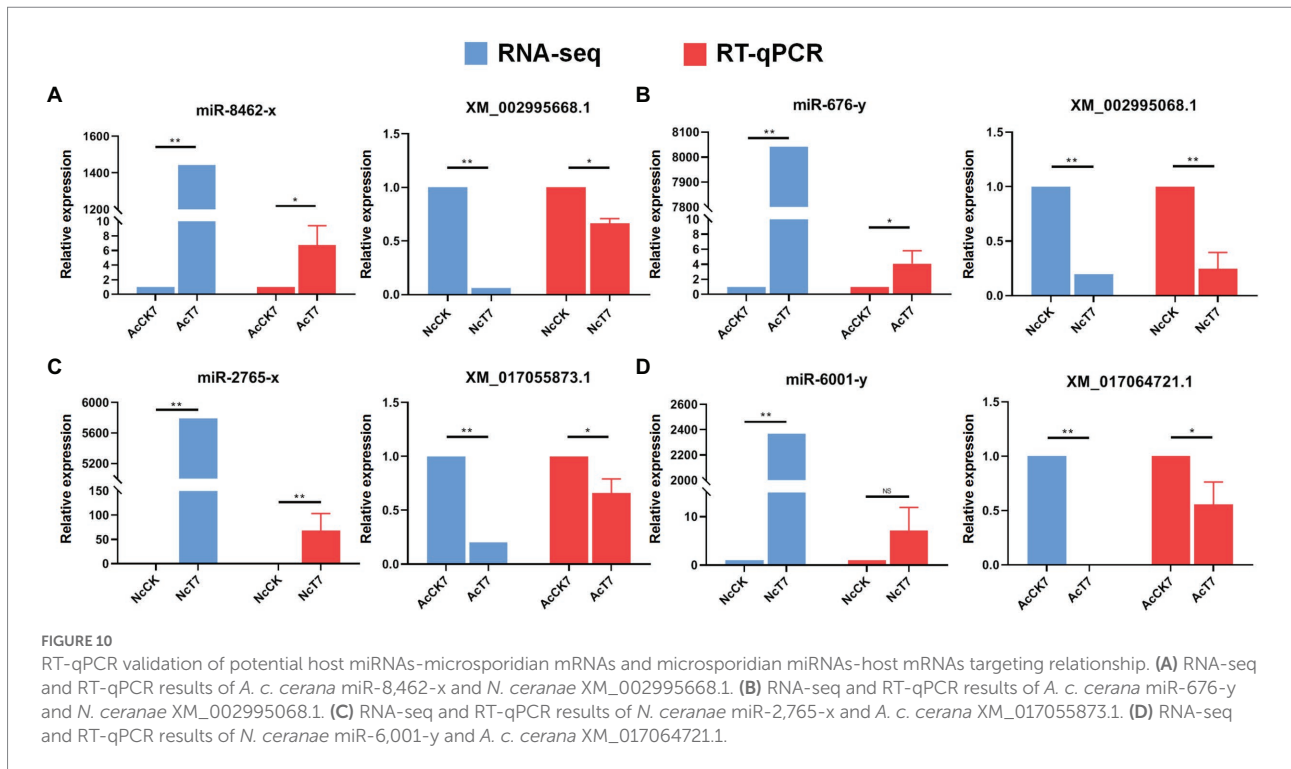 RNA-seq RT-qPCR
A
miR-8462-x
Relative expression
1600
1400
1200
10
8
6
4
2
0
**
*
AcCK7 AcT7 AcCK7 AcT7
XM_002995668.1
Relative expression
1.5
1.0
0.5
0.0
**
*
NcCK NcT7 NcCK NcT7
B
miR-676-y
Relative expression
8100
8000
7900
7800
10
8
6
4
2
0
**
*
AcCK7 AcT7 AcCK7 AcT7
XM_002995068.1
Relative expression
1.5
1.0
0.5
0.0
**
**
NcCK NcT7 NcCK NcT7
C
miR-2765-x
Relative expression
6000
5600
5200
150
100
50
0
**
**
NcCK NcT7 NcCK NcT7
XM_017055873.1
Relative expression
1.5
1.0
0.5
0.0
**
*
AcCK7 AcT7 AcCK7 AcT7
D
miR-6001-y
Relative expression
2600
2400
2200
2000
10
0
**
NS
NcCK NcT7 NcCK NcT7
XM_017064721.1
Relative expression
1.5
1.0
0.5
0.0
**
*
AcCK7 AcT7 AcCK7 AcT7
FIGURE 10
RT-qPCR validation of potential host miRNAs-microsporidian mRNAs and microsporidian miRNAs-host mRNAs targeting relationship. (A) RNA-seq
and RT-qPCR results of A. c. cerana miR-8,462-x and N. ceranae XM_002995668.1. (B) RNA-seq and RT-qPCR results of A. c. cerana miR-676-y
and N. ceranae XM_002995068.1. (C) RNA-seq and RT-qPCR results of N. ceranae miR-2,765-x and A. c. cerana XM_017055873.1. (D) RNA-seq
and RT-qPCR results of N. ceranae miR-6,001-y and A. c. cerana XM_017064721.1.